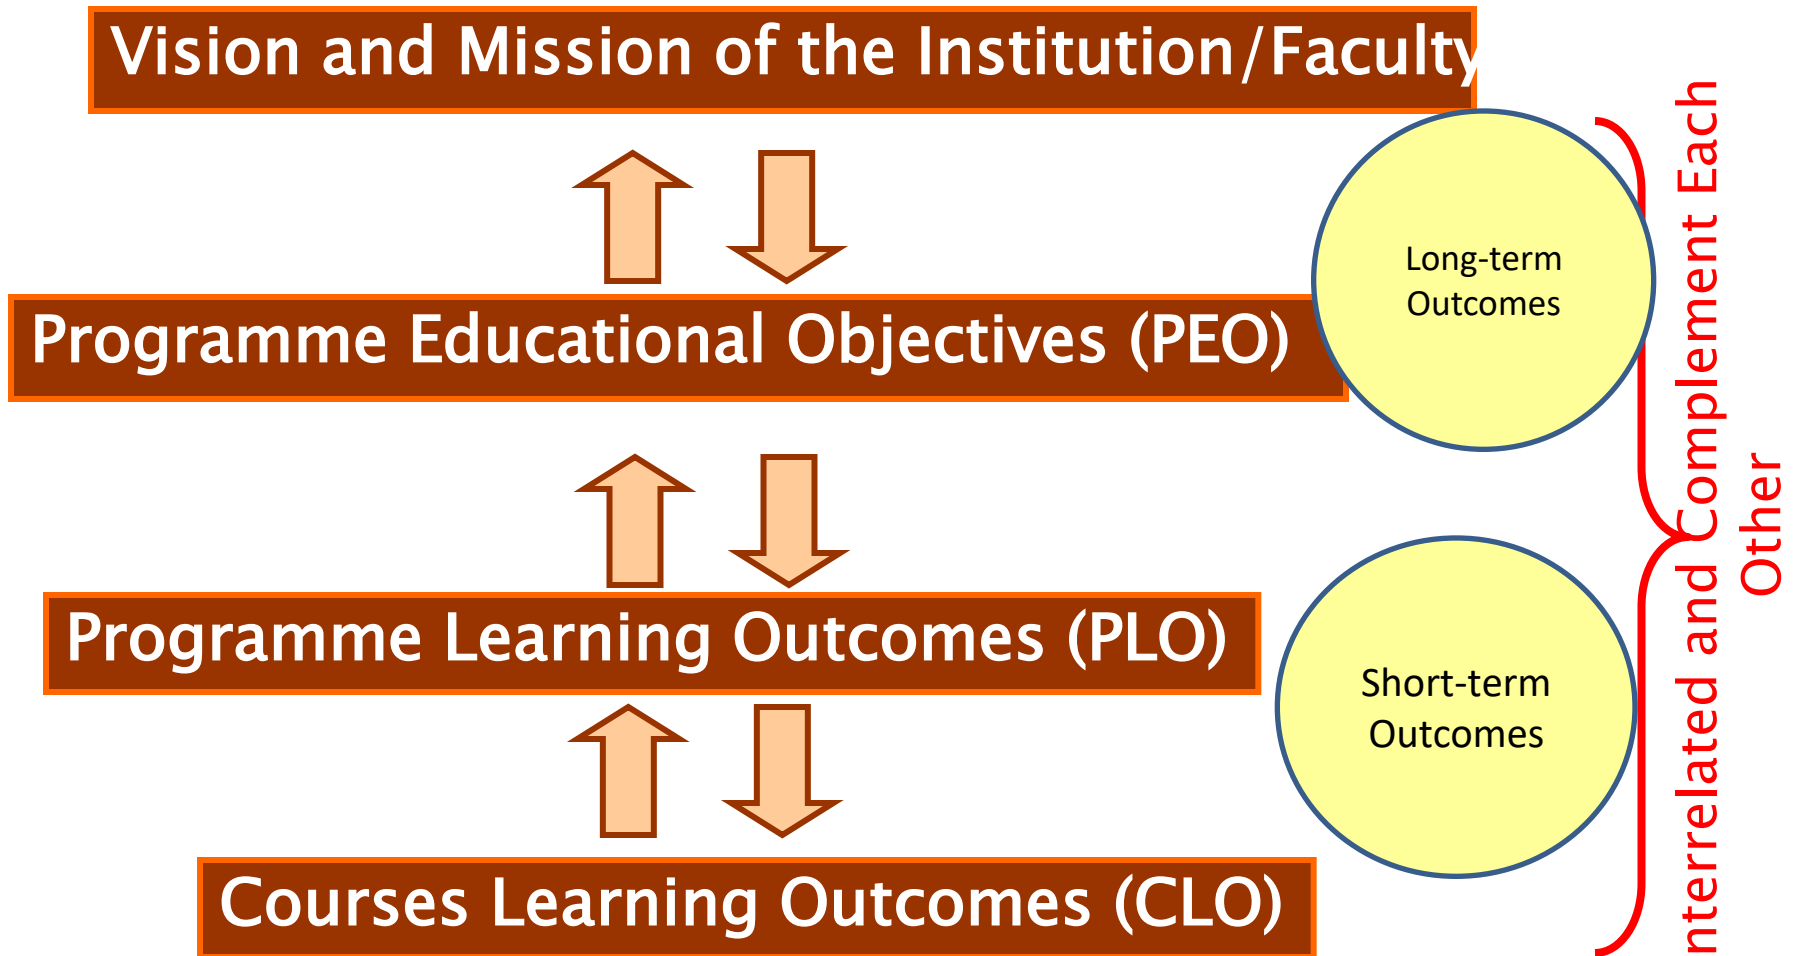 Vision and Mission of the Institution/Faculty
Programme Educational Objectives (PEO)
Long-term
Outcomes
Programme Learning Outcomes (PLO)
Short-term
Outcomes
Courses Learning Outcomes (CLO)
nterrelated and Complement Each
Other